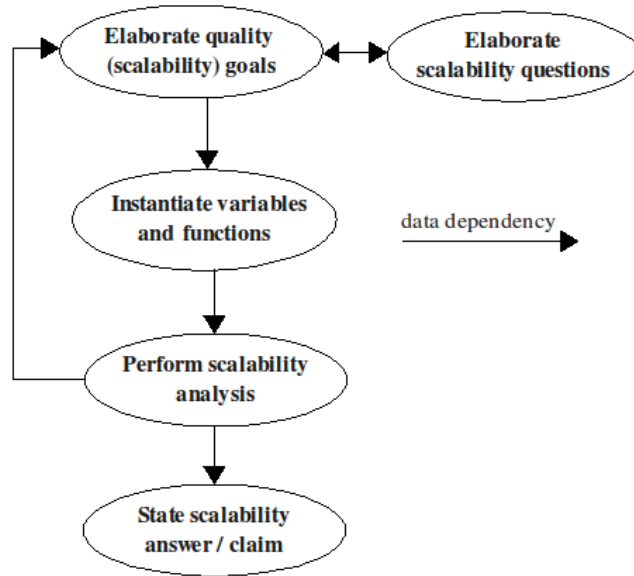 Elaborate quality
(scalability) goals
Elaborate
scalability questions
Instantiate variables
and functions
data dependency
Perform scalability
analysis
State scalability
answer / claim